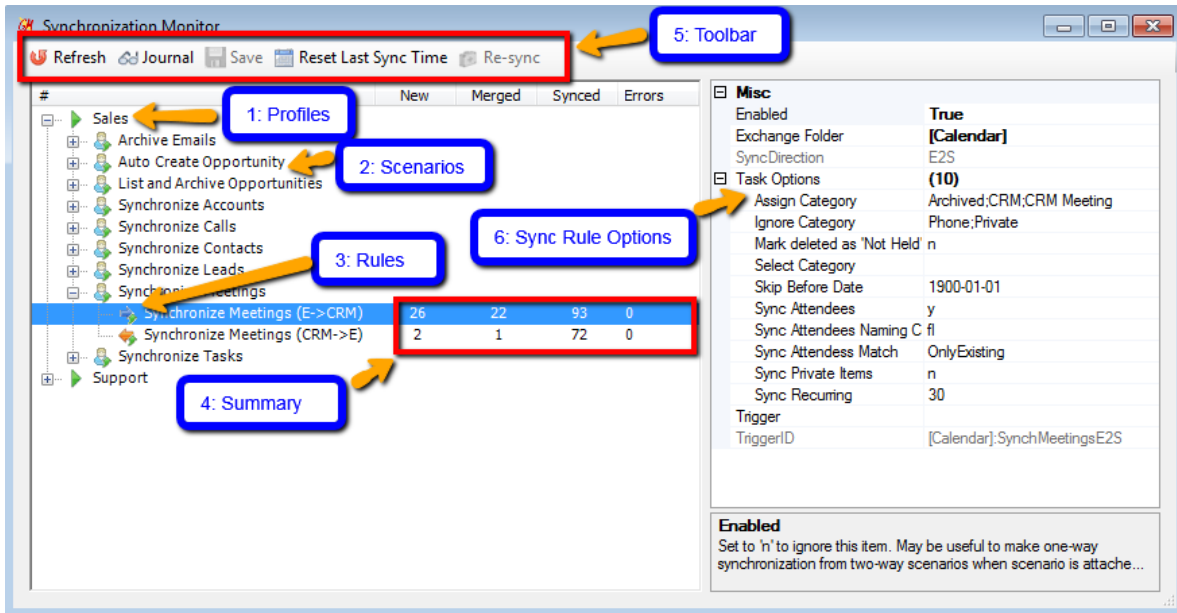 Synchronization Monitor
5: Toolbar
Refresh Journal Save Reset Last Sync Time Re-sync
# New Merged Synced Errors
Sales
1: Profiles
Archive Emails
Auto Create Opportunity
2: Scenarios
List and Archive Opportunities
Synchronize Accounts
Synchronize Calls
Synchronize Contacts
3: Rules
Synchronize Leads
Synchronize Meetings
Synchronize Meetings (E->CRM) 26 22 93 0
Synchronize Meetings (CRM->E) 2 1 72 0
Synchronize Tasks
Support
4: Summary
6: Sync Rule Options
Misc
Enabled True
Exchange Folder [Calendar]
SyncDirection E2S
Task Options (10)
Assign Category Archived;CRM;CRM Meeting
Ignore Category Phone;Private
Mark deleted as 'Not Held' n
Select Category
Skip Before Date 1900-01-01
Sync Attendees y
Sync Attendees Naming C fl
Sync Attendess Match OnlyExisting
Sync Private Items n
Sync Recurring 30
Trigger
TriggerID [Calendar]:SynchMeetingsE2S
Enabled
Set to 'n' to ignore this item. May be useful to make one-way
synchronization from two-way scenarios when scenario is attache...